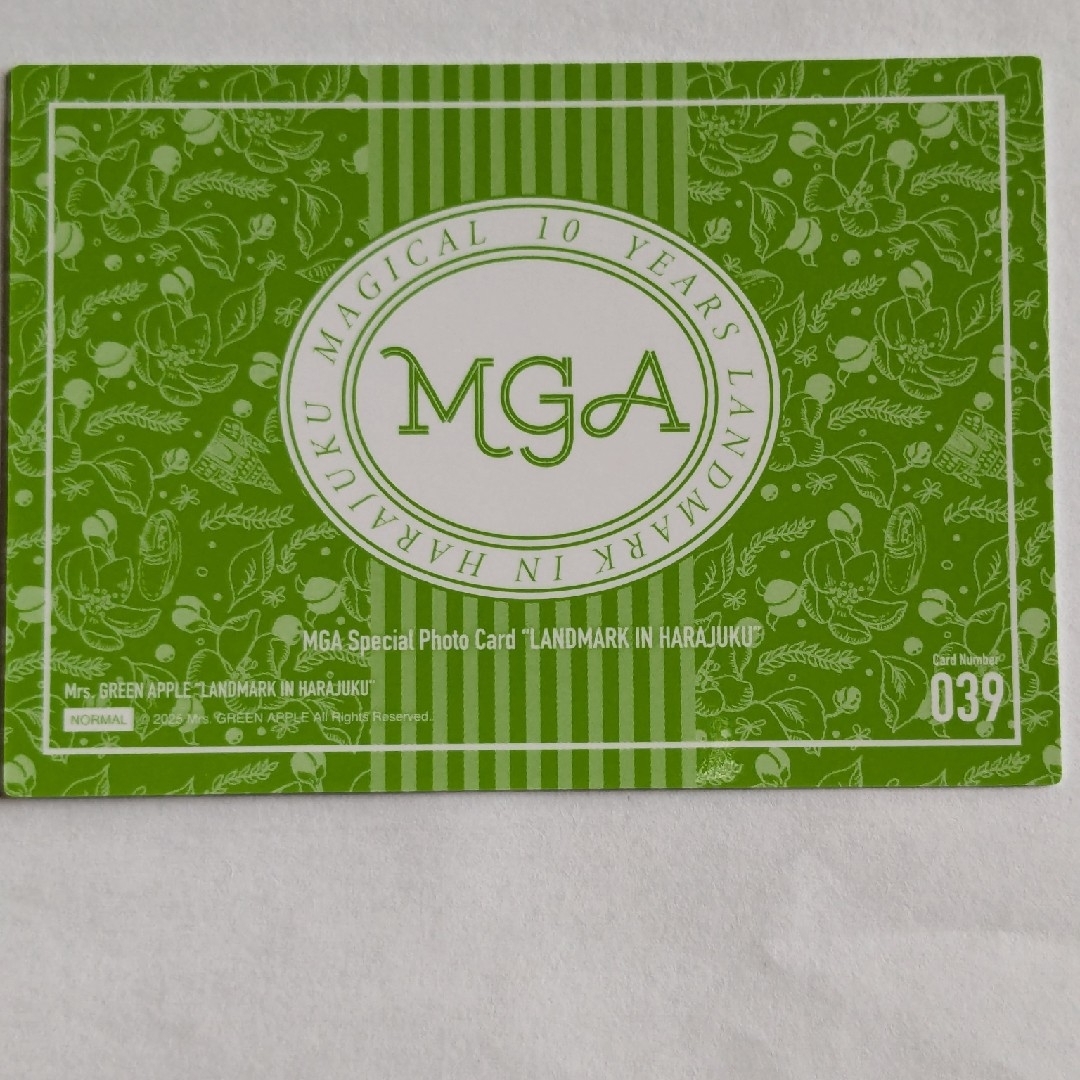 MAGICAL 10 YEARS LANDMARK IN HARAJUKU
MGA
MGA Special Photo Card “LANDMARK IN HARAJUKU”
Mrs. GREEN APPLE “LANDMARK IN HARAJUKU”
NORMAL © 2025 Mrs. GREEN APPLE All Rights Reserved.
Card Number
039